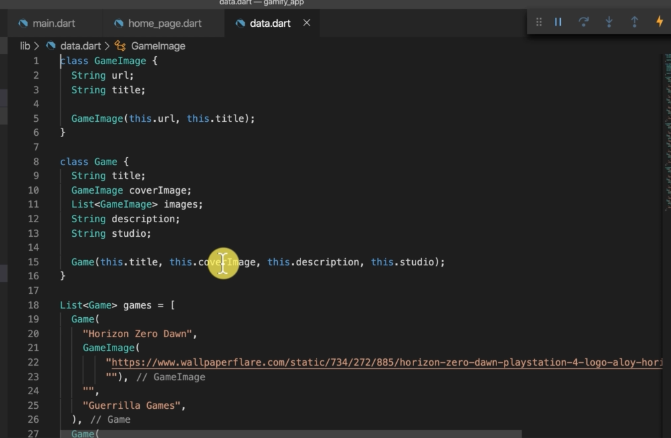 data.dart — gamify_app
main.dart home_page.dart data.dart ×
lib > data.dart > GameImage
1 class GameImage {
2 String url;
3 String title;
4
5 GameImage(this.url, this.title);
6 }
7
8 class Game {
9 String title;
10 GameImage coverImage;
11 List<GameImage> images;
12 String description;
13 String studio;
14
15 Game(this.title, this.coverImage, this.description, this.studio);
16 }
17
18 List<Game> games = [
19 Game(
20 "Horizon Zero Dawn",
21 GameImage(
22 "https://www.wallpaperflare.com/static/734/272/885/horizon-zero-dawn-playstation-4-logo-aloy-hori
23 ""), // GameImage
24 "",
25 "Guerrilla Games",
26 ), // Game
27 Game(